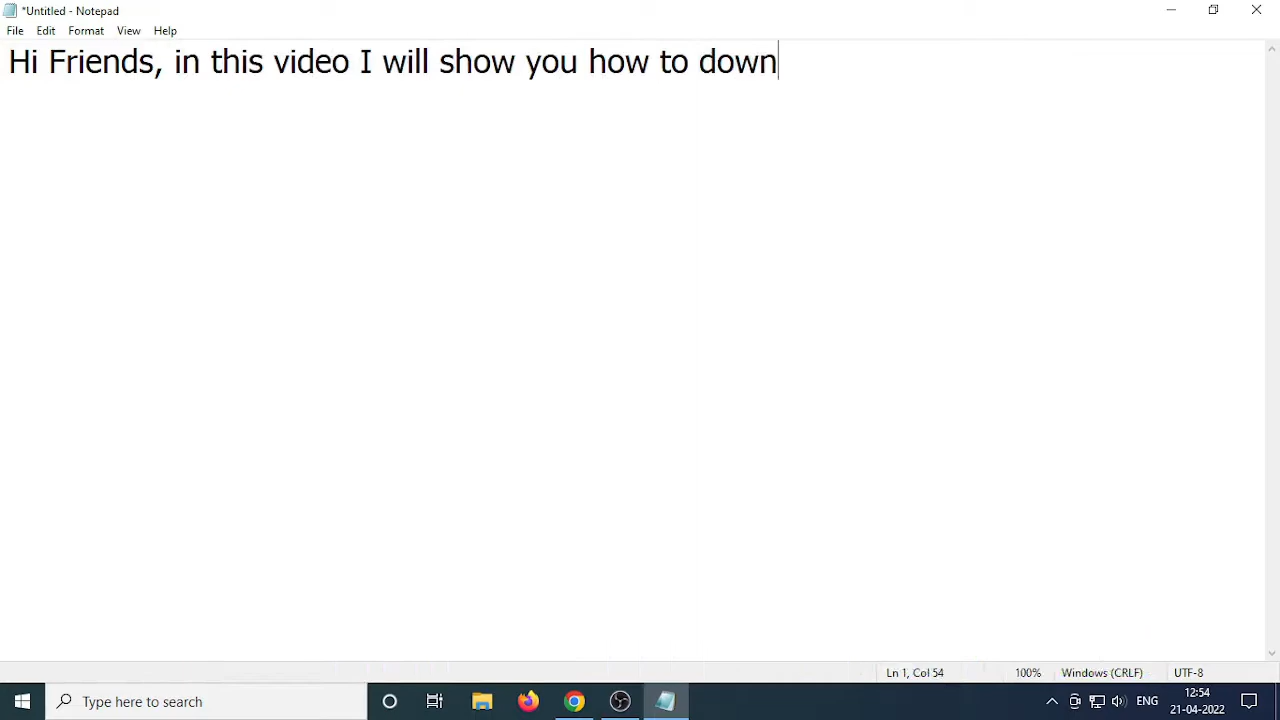 *Untitled - Notepad
File Edit Format View Help
Hi Friends, in this video I will show you how to down
Ln 1, Col 54 100% Windows (CRLF) UTF-8
Type here to search ENG 12:54
21-04-2022